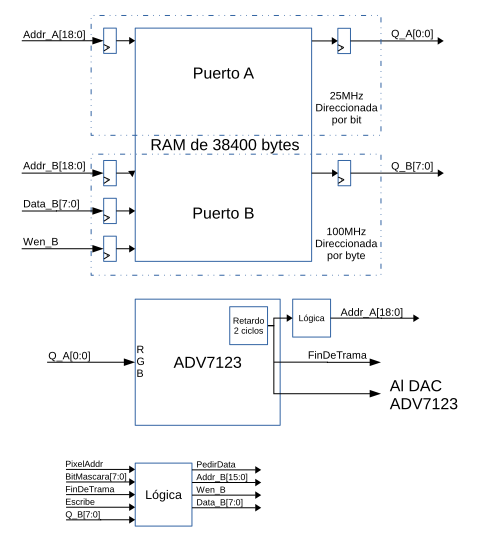 Addr_A[18:0]
Q_A[0:0]
Puerto A
25MHz
Direccionada
por bit
RAM de 38400 bytes
Addr_B[18:0]
Q_B[7:0]
Data_B[7:0]
Puerto B
Wen_B
100MHz
Direccionada
por byte
Retardo
2 ciclos
Lógica
Addr_A[18:0]
Q_A[0:0]
R
G
B
ADV7123
FinDeTrama
Al DAC
ADV7123
PixelAddr
BitMascara[7:0]
FinDeTrama
Escribe
Q_B[7:0]
Lógica
PedirData
Addr_B[15:0]
Wen_B
Data_B[7:0]